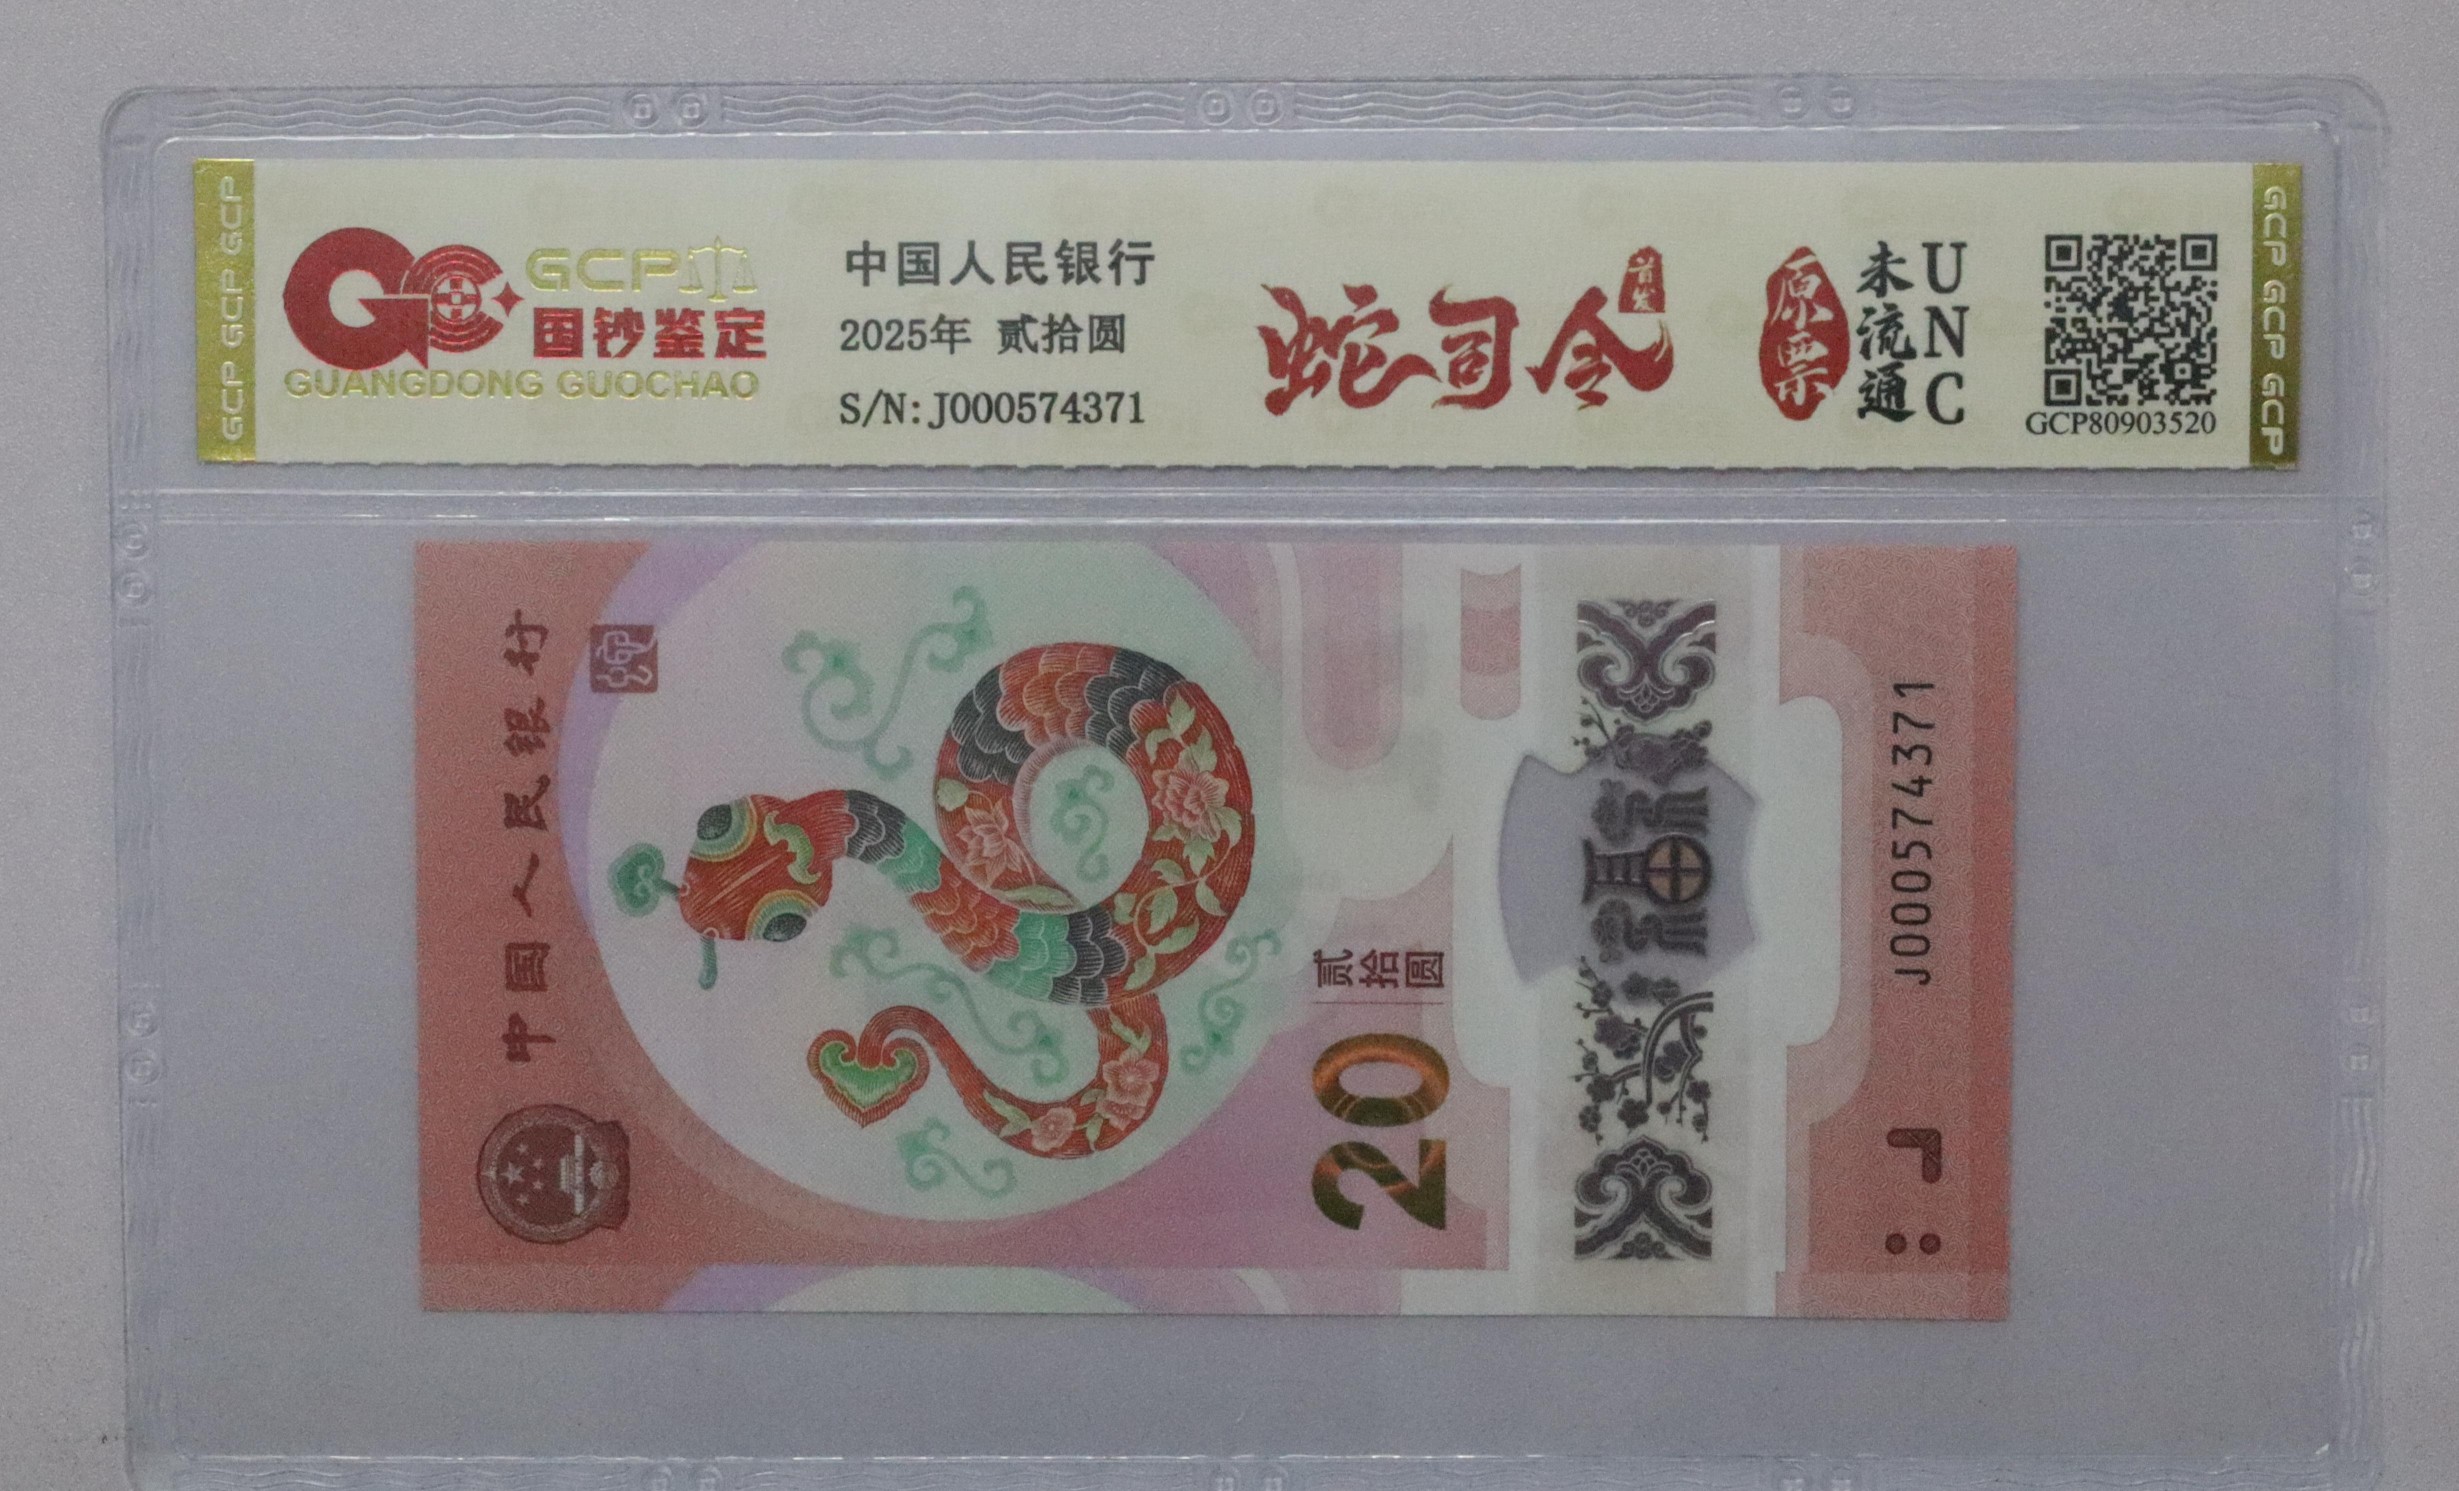 GCP
国钞鉴定
GUANGDONG GUOCHAO
中国人民银行
2025年 贰拾圆
S/N: J000574371
首发
蛇司令
原票
未流通
UNC
GCP80903520
GCP GCP GCP
GCP GCP GCP GCP
中国人民银行
20
贰拾圆
J000574371